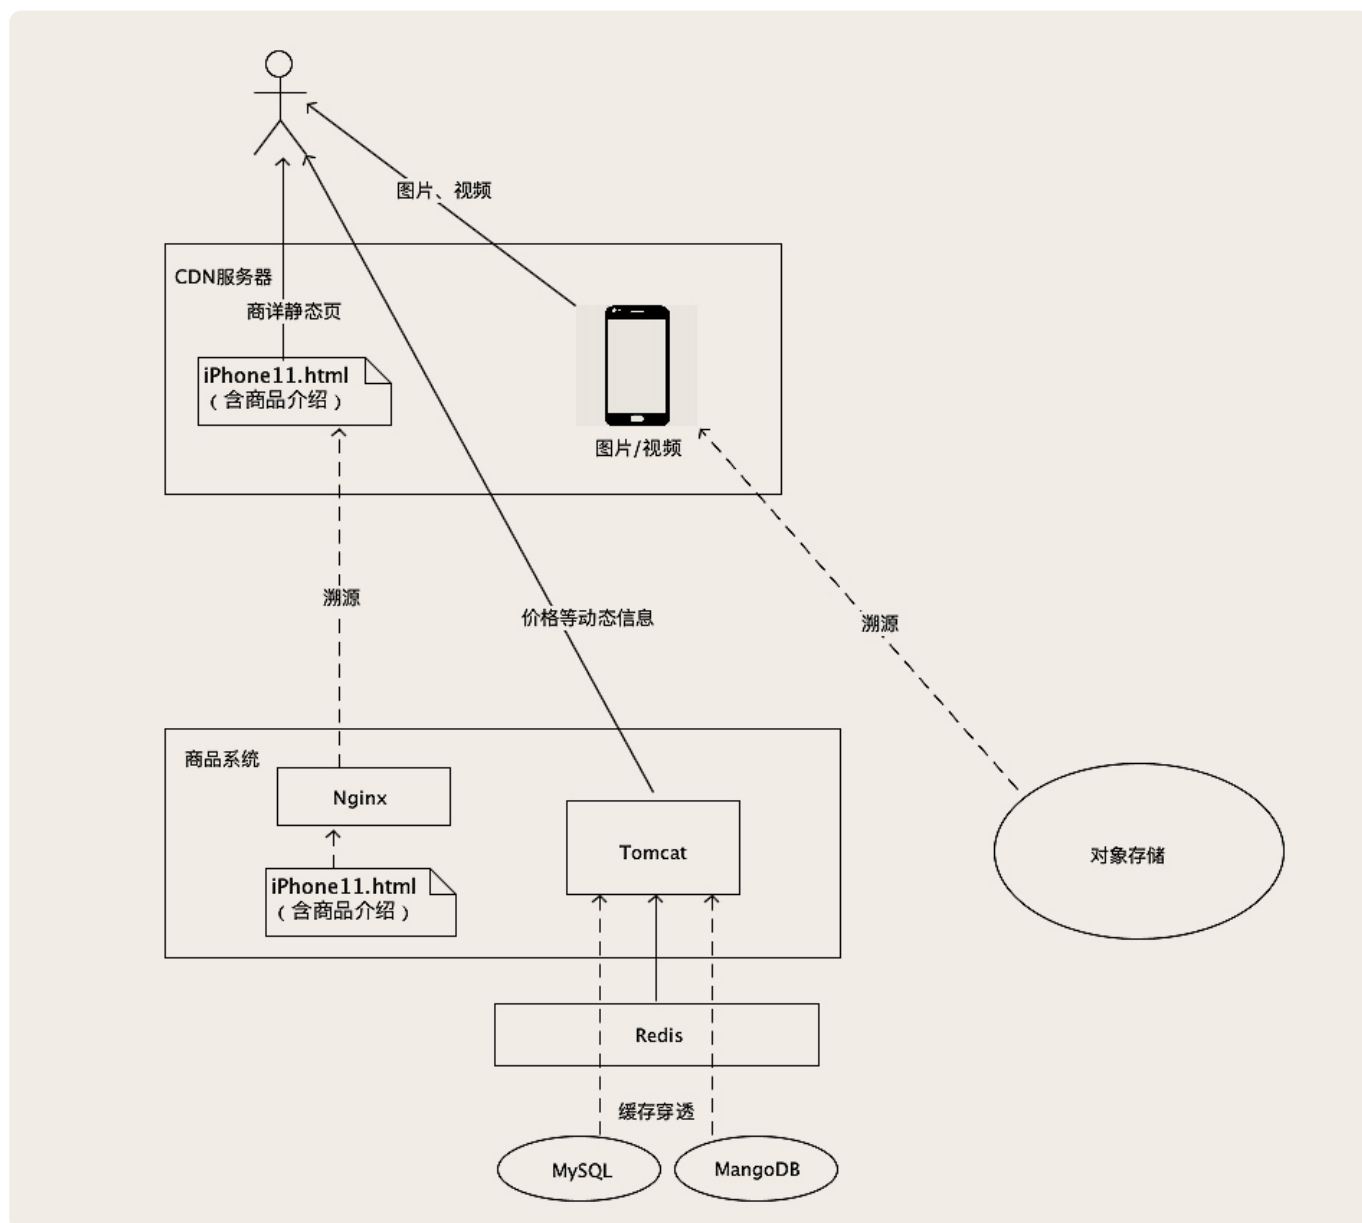 图片、视频
CDN服务器
商详静态页
iPhone11.html
（含商品介绍）
图片/视频
溯源
价格等动态信息
溯源
商品系统
Nginx
iPhone11.html
（含商品介绍）
Tomcat
对象存储
Redis
缓存穿透
MySQL
MangoDB